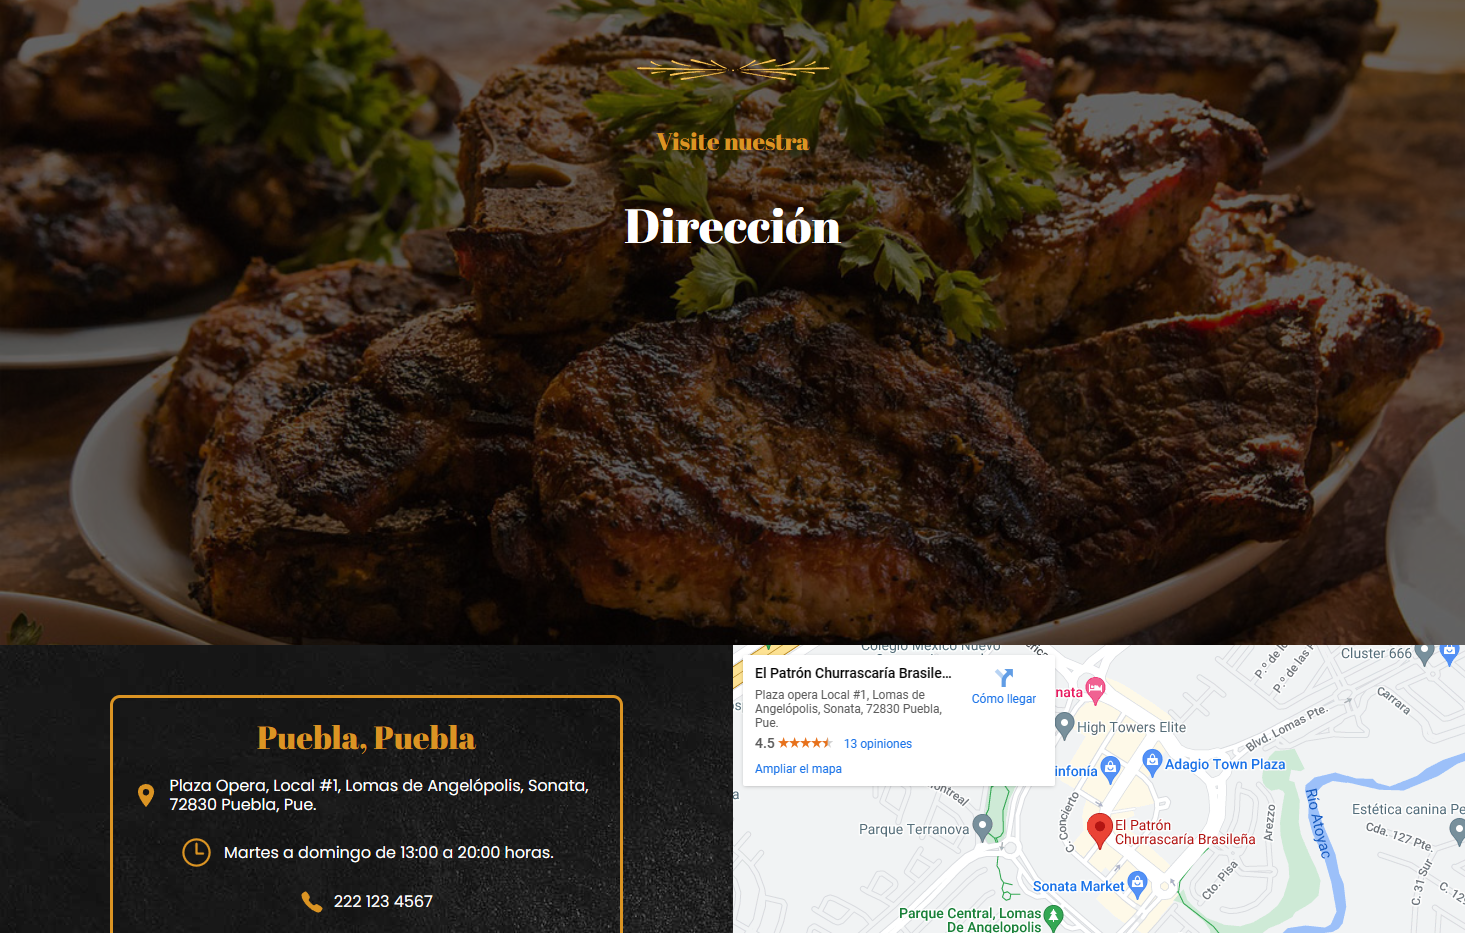 Visite nuestra
Dirección
Puebla, Puebla
Plaza Opera, Local #1, Lomas de Angelópolis, Sonata,
72830 Puebla, Pue.
Martes a domingo de 13:00 a 20:00 horas.
222 123 4567
El Patrón Churrascaría Brasile...
Plaza opera Local #1, Lomas de
Angelópolis, Sonata, 72830 Puebla,
Pue.
Cómo llegar
4.5
13 opiniones
Ampliar el mapa
Colegio México Nuevo
nata
High Towers Elite
infonía
Adagio Town Plaza
Blvd. Lomas Pte.
P.º de los
P.º de las
Cluster 666
Carrara
Parque Terranova
C. Concierto
El Patrón
Churrascaría Brasileña
Arezzo
Río Atoyac
Estética canina Pe
Cda. 127 Pte.
C. 31 Sur
Cto. Pisa
Sonata Market
Parque Central, Lomas
De Angelopolis